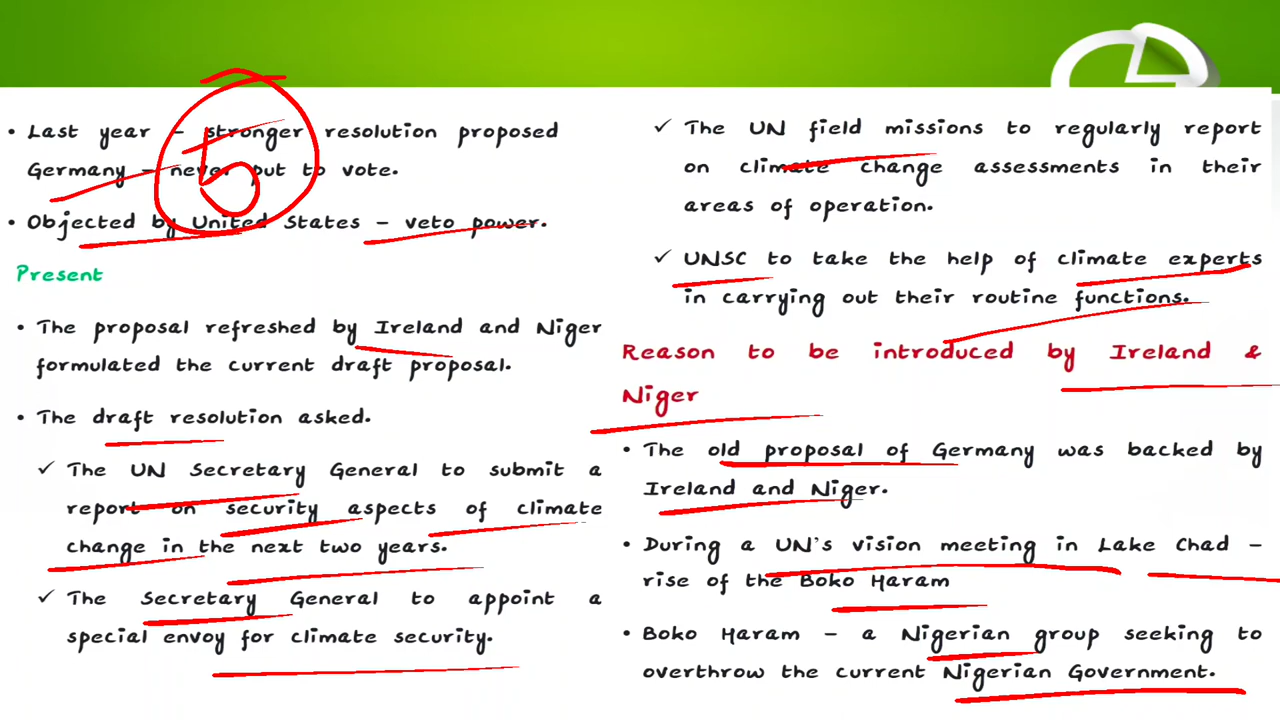 • Last year – stronger resolution proposed
Germany – never put to vote.
• Objected by United States – veto power.
5
Present
• The proposal refreshed by Ireland and Niger
formulated the current draft proposal.
• The draft resolution asked.
✓ The UN Secretary General to submit a
report on security aspects of climate
change in the next two years.
✓ The Secretary General to appoint a
special envoy for climate security.
✓ The UN field missions to regularly report
on climate change assessments in their
areas of operation.
✓ UNSC to take the help of climate experts
in carrying out their routine functions.
Reason to be introduced by Ireland &
Niger
• The old proposal of Germany was backed by
Ireland and Niger.
• During a UN's vision meeting in Lake Chad –
rise of the Boko Haram
• Boko Haram – a Nigerian group seeking to
overthrow the current Nigerian Government.